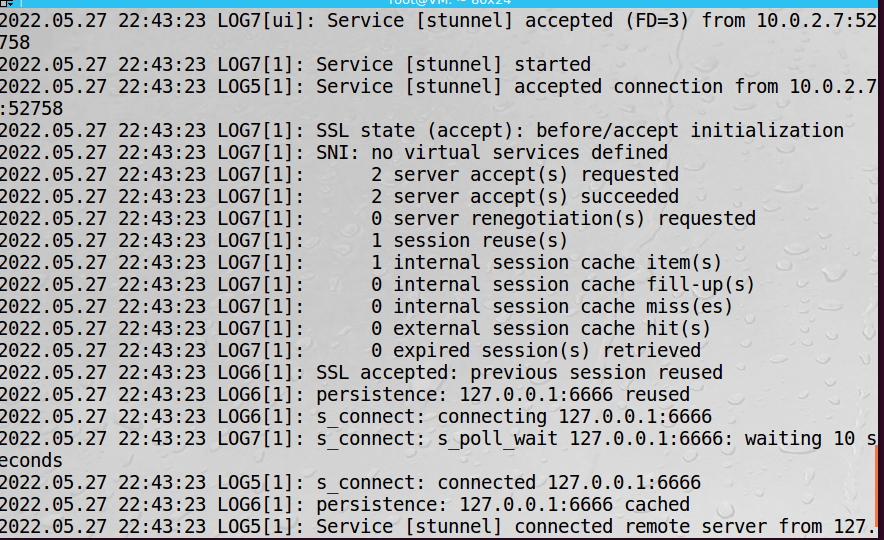 root@VM: ~ 80x24
2022.05.27 22:43:23 LOG7[ui]: Service [stunnel] accepted (FD=3) from 10.0.2.7:52
758
2022.05.27 22:43:23 LOG7[1]: Service [stunnel] started
2022.05.27 22:43:23 LOG5[1]: Service [stunnel] accepted connection from 10.0.2.7
:52758
2022.05.27 22:43:23 LOG7[1]: SSL state (accept): before/accept initialization
2022.05.27 22:43:23 LOG7[1]: SNI: no virtual services defined
2022.05.27 22:43:23 LOG7[1]:      2 server accept(s) requested
2022.05.27 22:43:23 LOG7[1]:      2 server accept(s) succeeded
2022.05.27 22:43:23 LOG7[1]:      0 server renegotiation(s) requested
2022.05.27 22:43:23 LOG7[1]:      1 session reuse(s)
2022.05.27 22:43:23 LOG7[1]:      1 internal session cache item(s)
2022.05.27 22:43:23 LOG7[1]:      0 internal session cache fill-up(s)
2022.05.27 22:43:23 LOG7[1]:      0 internal session cache miss(es)
2022.05.27 22:43:23 LOG7[1]:      0 external session cache hit(s)
2022.05.27 22:43:23 LOG7[1]:      0 expired session(s) retrieved
2022.05.27 22:43:23 LOG6[1]: SSL accepted: previous session reused
2022.05.27 22:43:23 LOG6[1]: persistence: 127.0.0.1:6666 reused
2022.05.27 22:43:23 LOG6[1]: s_connect: connecting 127.0.0.1:6666
2022.05.27 22:43:23 LOG7[1]: s_connect: s_poll_wait 127.0.0.1:6666: waiting 10 s
econds
2022.05.27 22:43:23 LOG5[1]: s_connect: connected 127.0.0.1:6666
2022.05.27 22:43:23 LOG6[1]: persistence: 127.0.0.1:6666 cached
2022.05.27 22:43:23 LOG5[1]: Service [stunnel] connected remote server from 127.